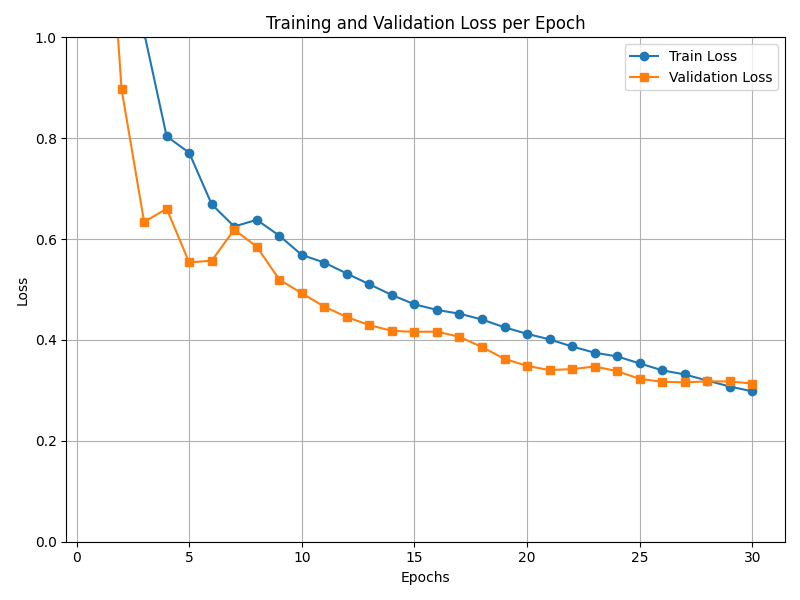 Training and Validation Loss per Epoch
1.0
Train Loss
Validation Loss
0.8
0.6
Loss
0.4
0.2
0.0
0 5 10 15 20 25 30
Epochs